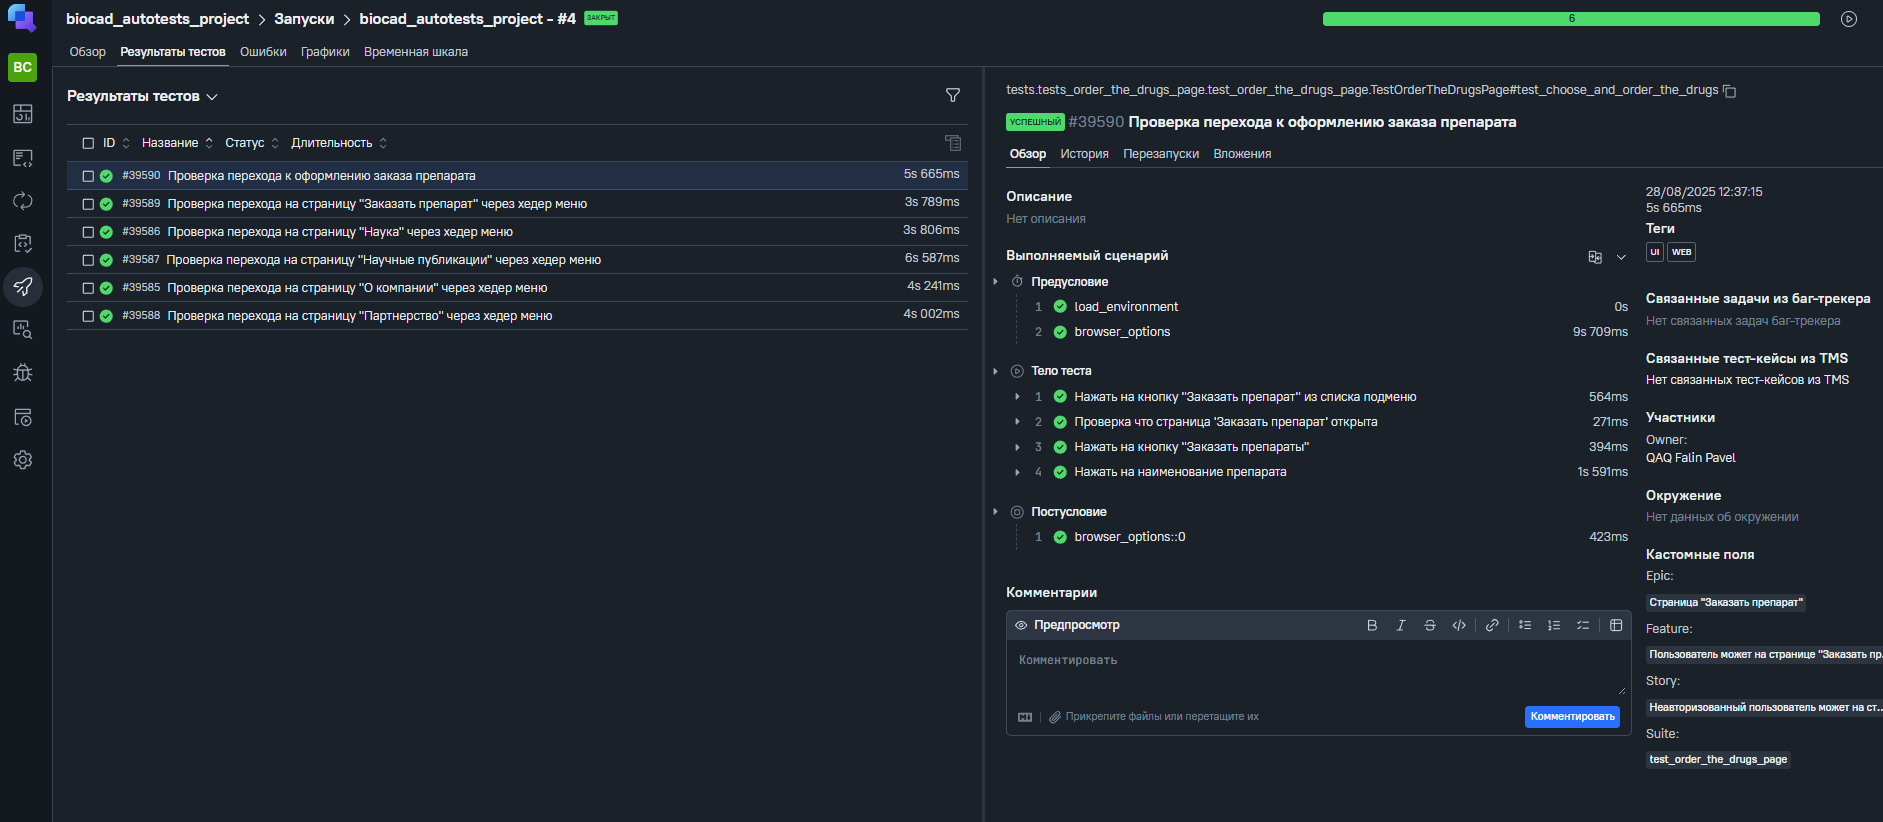 biocad_autotests_project > Запуски > biocad_autotests_project - #4 ЗАКРЫТ
6
Обзор Результаты тестов Ошибки Графики Временная шкала
BC
Результаты тестов
ID Название Статус Длительность
#39590 Проверка перехода к оформлению заказа препарата 5s 665ms
#39589 Проверка перехода на страницу "Заказать препарат" через хедер меню 3s 789ms
#39586 Проверка перехода на страницу "Наука" через хедер меню 3s 806ms
#39587 Проверка перехода на страницу "Научные публикации" через хедер меню 6s 587ms
#39585 Проверка перехода на страницу "О компании" через хедер меню 4s 241ms
#39588 Проверка перехода на страницу "Партнерство" через хедер меню 4s 002ms
tests.tests_order_the_drugs_page.test_order_the_drugs_page.TestOrderTheDrugsPage#test_choose_and_order_the_drugs
УСПЕШНЫЙ #39590 Проверка перехода к оформлению заказа препарата
Обзор История Перезапуски Вложения
Описание
Нет описания
Выполняемый сценарий
Предусловие
1 load_environment 0s
2 browser_options 9s 709ms
Тело теста
1 Нажать на кнопку "Заказать препарат" из списка подменю 564ms
2 Проверка что страница 'Заказать препарат' открыта 271ms
3 Нажать на кнопку "Заказать препараты" 394ms
4 Нажать на наименование препарата 1s 591ms
Постусловие
1 browser_options::0 423ms
Комментарии
Предпросмотр
Комментировать
Прикрепите файлы или перетащите их
Комментировать
28/08/2025 12:37:15
5s 665ms
Теги
UI WEB
Связанные задачи из баг-трекера
Нет связанных задач баг-трекера
Связанные тест-кейсы из TMS
Нет связанных тест-кейсов из TMS
Участники
Owner:
QAQ Falin Pavel
Окружение
Нет данных об окружении
Кастомные поля
Epic:
Страница "Заказать препарат"
Feature:
Пользователь может на странице "Заказать пр...
Story:
Неавторизованный пользователь может на ст...
Suite:
test_order_the_drugs_page